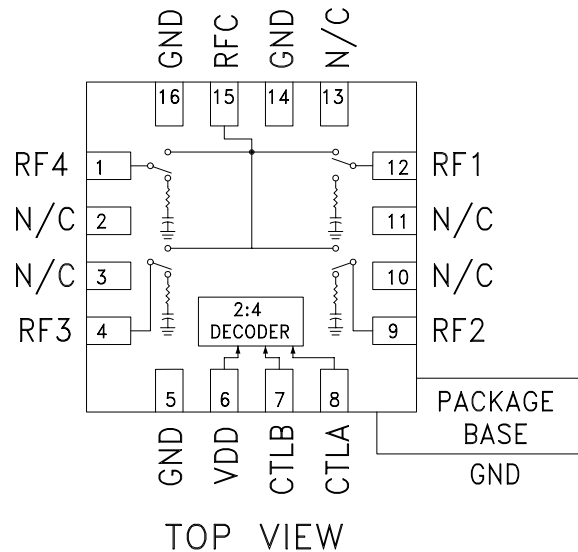 GND
RFC
GND
N/C
16
15
14
13
RF4
1
12
RF1
N/C
2
11
N/C
N/C
3
10
N/C
RF3
4
9
RF2
2:4
DECODER
5
6
7
8
GND
VDD
CTLB
CTLA
PACKAGE
BASE
GND
TOP VIEW